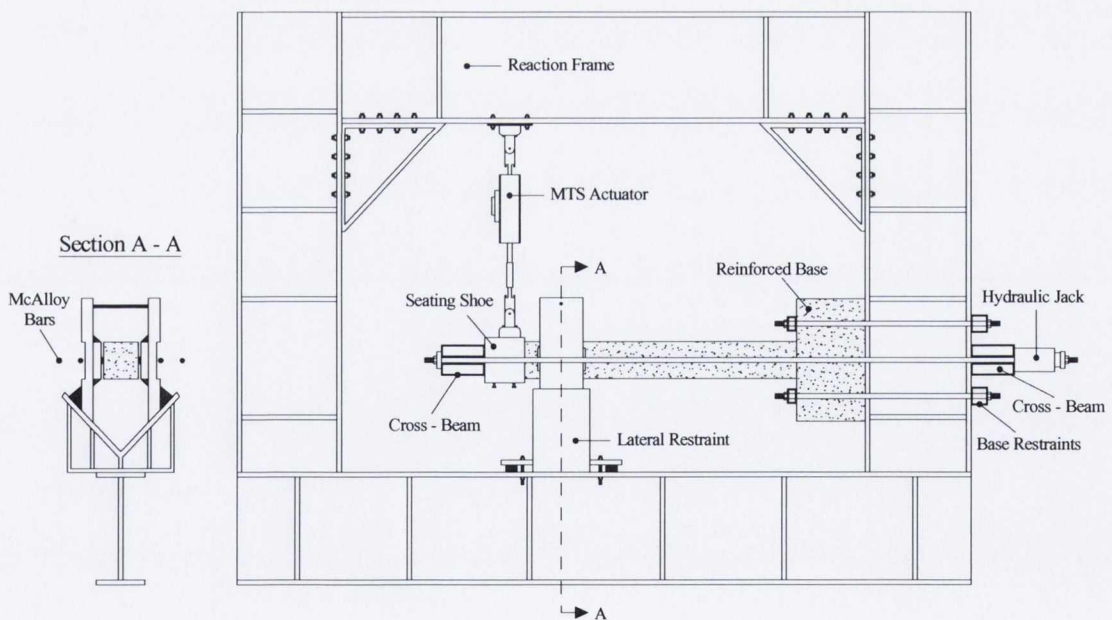 Reaction Frame
MTS Actuator
Section A - A
A
Reinforced Base
McAlloy
Bars
Seating Shoe
Hydraulic Jack
Cross - Beam
Cross - Beam
Lateral Restraint
Base Restraints
A